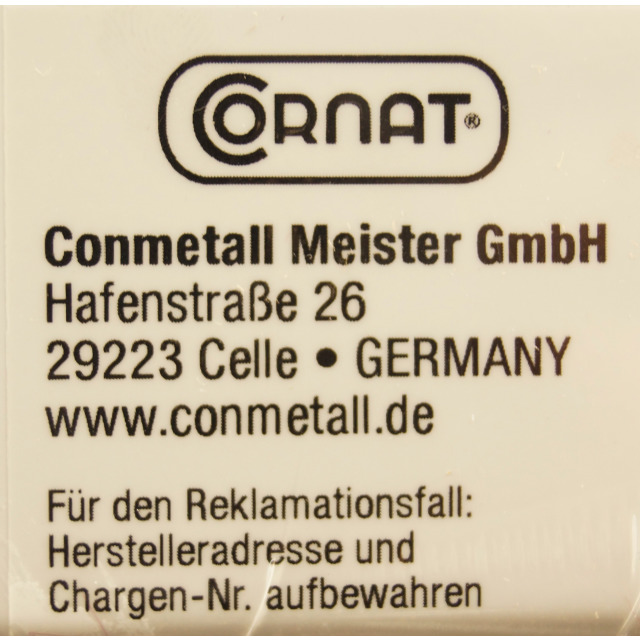 CORNAT®
Conmetall Meister GmbH
Hafenstraße 26
29223 Celle • GERMANY
www.conmetall.de
Für den Reklamationsfall:
Herstelleradresse und
Chargen-Nr. aufbewahren